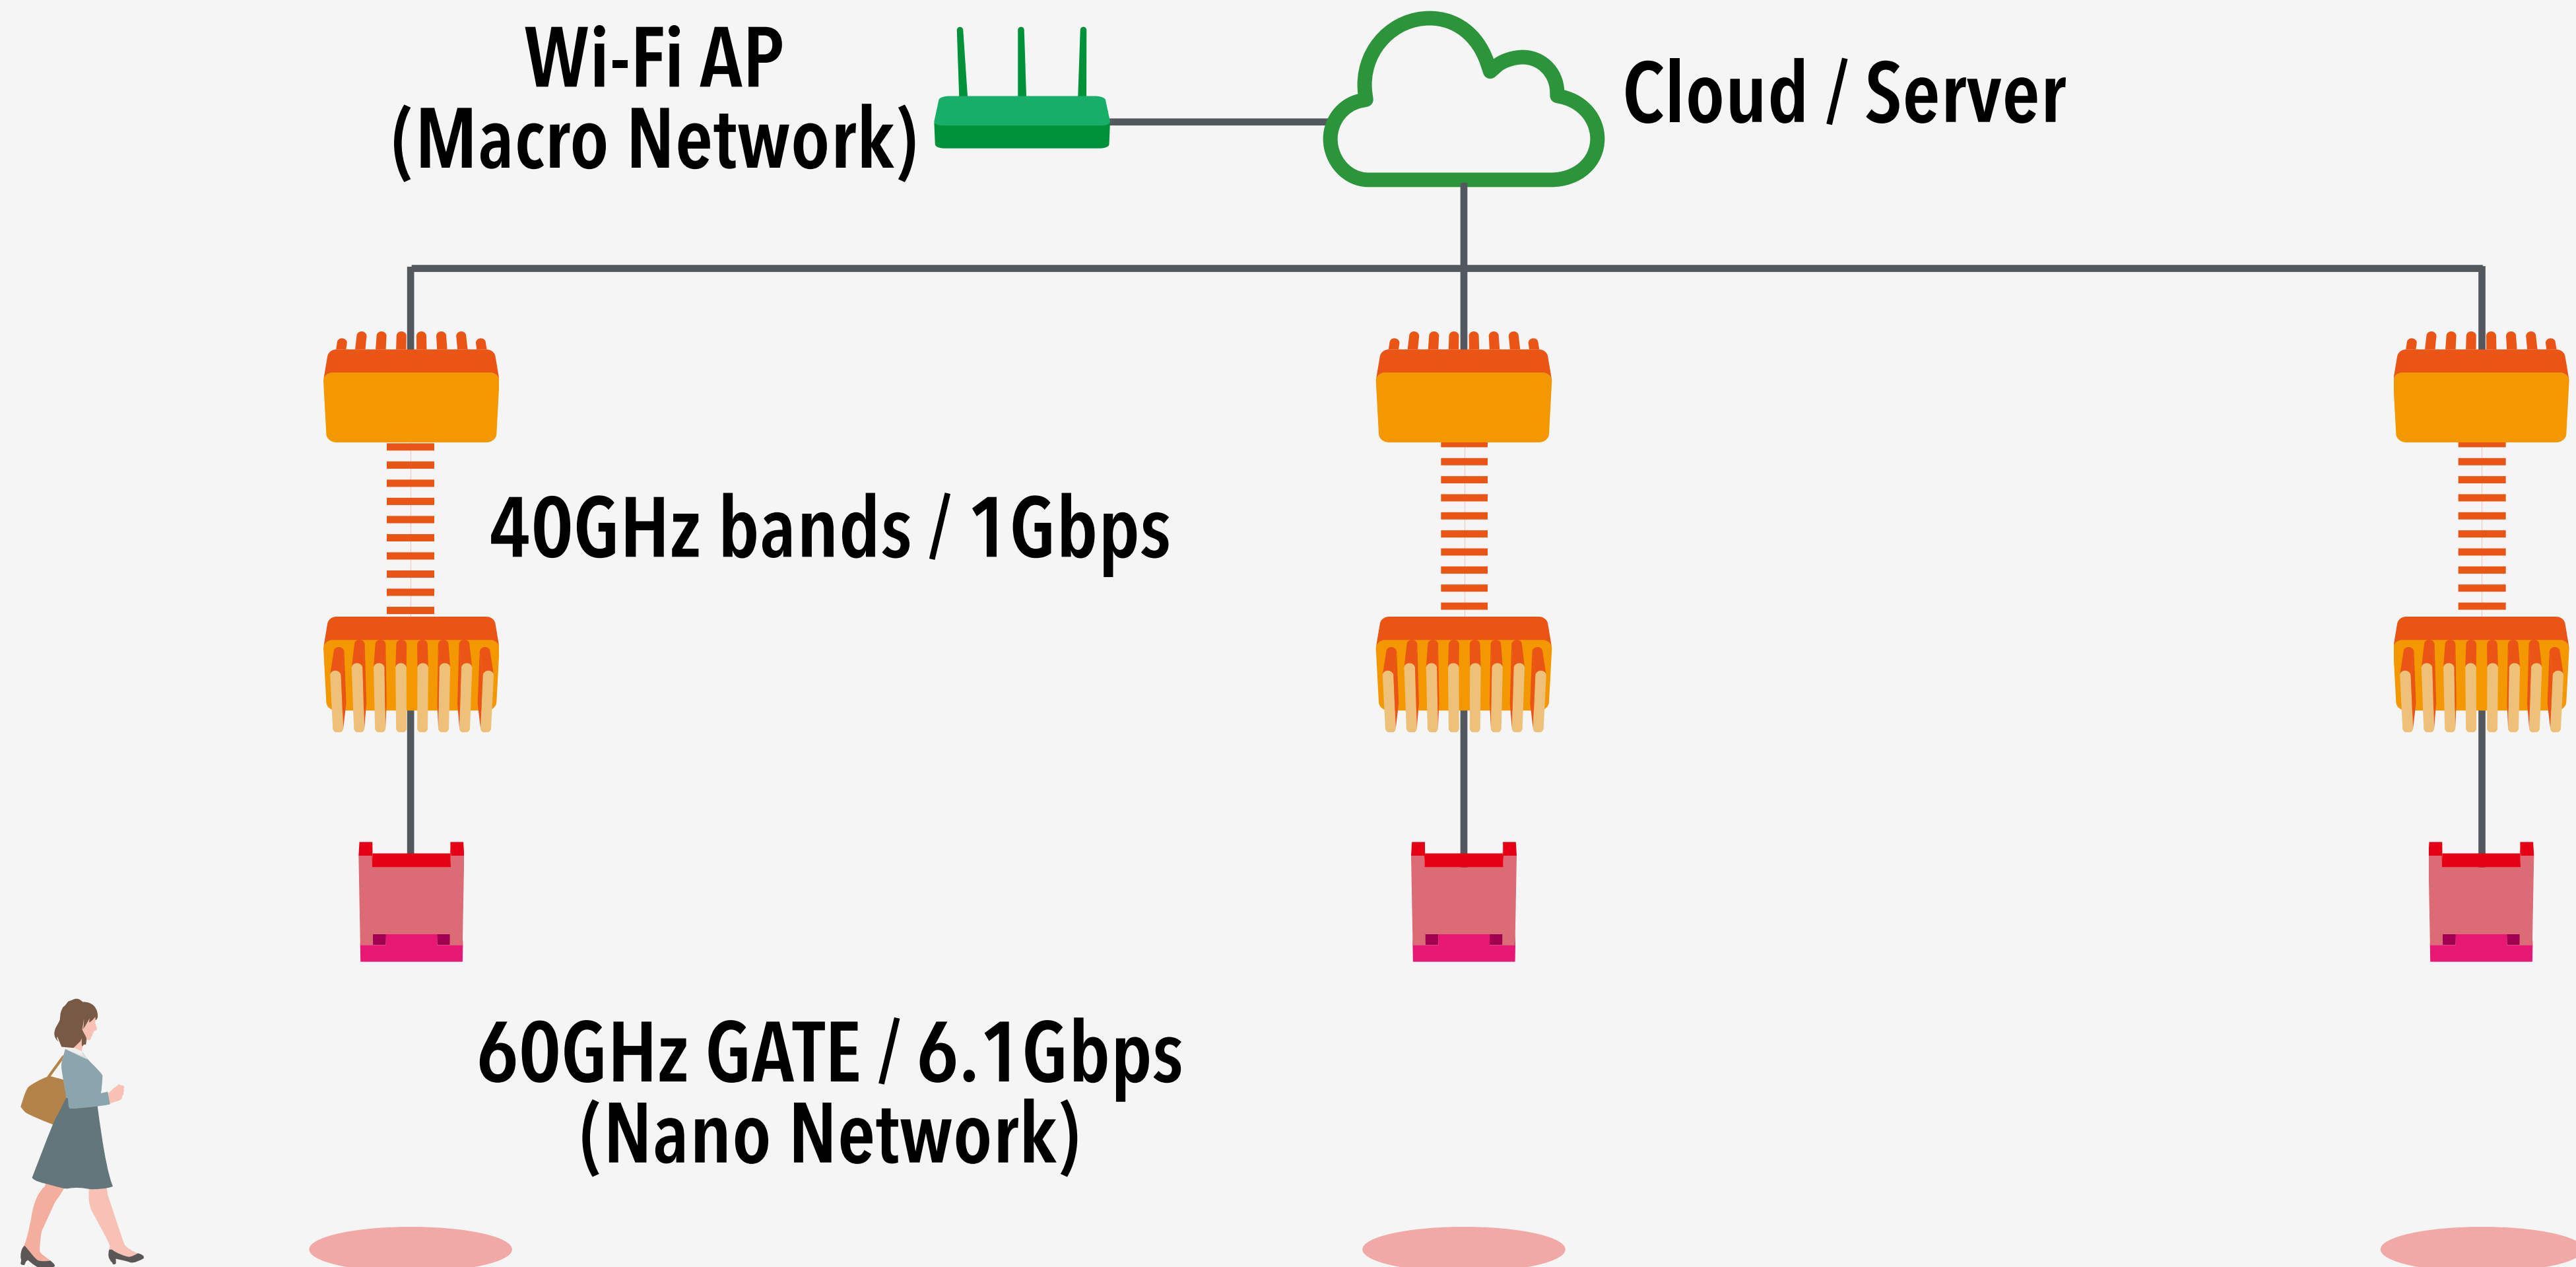 Wi-Fi AP
(Macro Network)
Cloud / Server
40GHz bands / 1Gbps
60GHz GATE / 6.1Gbps
(Nano Network)